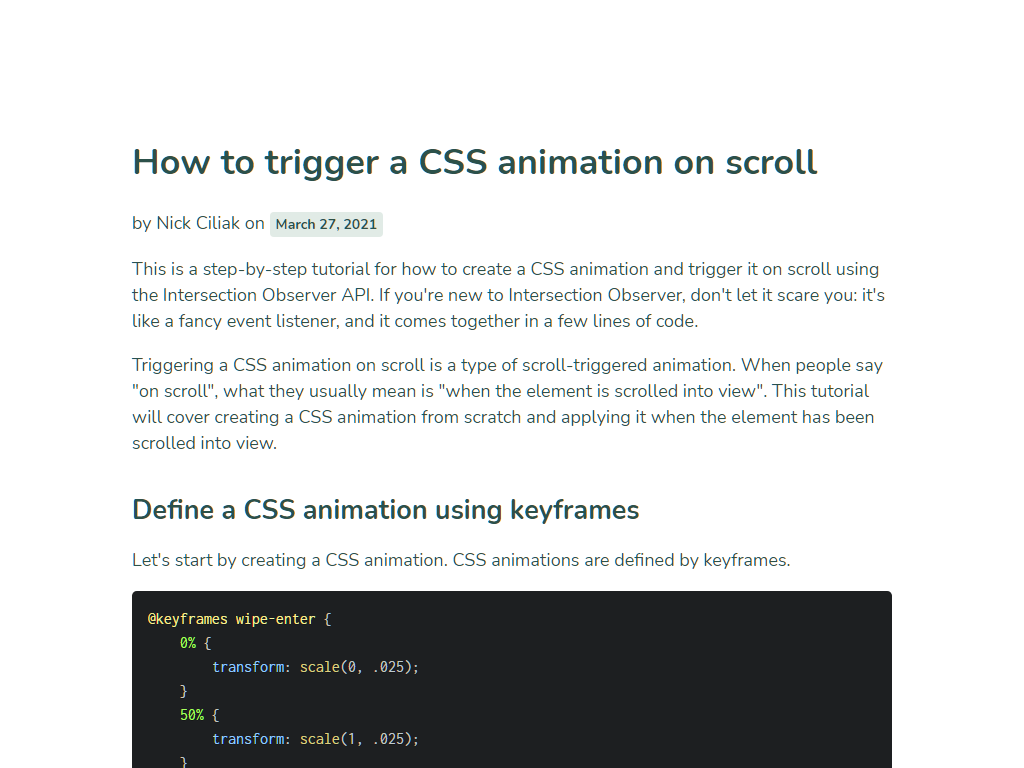 How to trigger a CSS animation on scroll
by Nick Ciliak on March 27, 2021
This is a step-by-step tutorial for how to create a CSS animation and trigger it on scroll using
the Intersection Observer API. If you're new to Intersection Observer, don't let it scare you: it's
like a fancy event listener, and it comes together in a few lines of code.
Triggering a CSS animation on scroll is a type of scroll-triggered animation. When people say
"on scroll", what they usually mean is "when the element is scrolled into view". This tutorial
will cover creating a CSS animation from scratch and applying it when the element has been
scrolled into view.
Define a CSS animation using keyframes
Let's start by creating a CSS animation. CSS animations are defined by keyframes.
@keyframes wipe-enter {
0% {
transform: scale(0, .025);
}
50% {
transform: scale(1, .025);
}